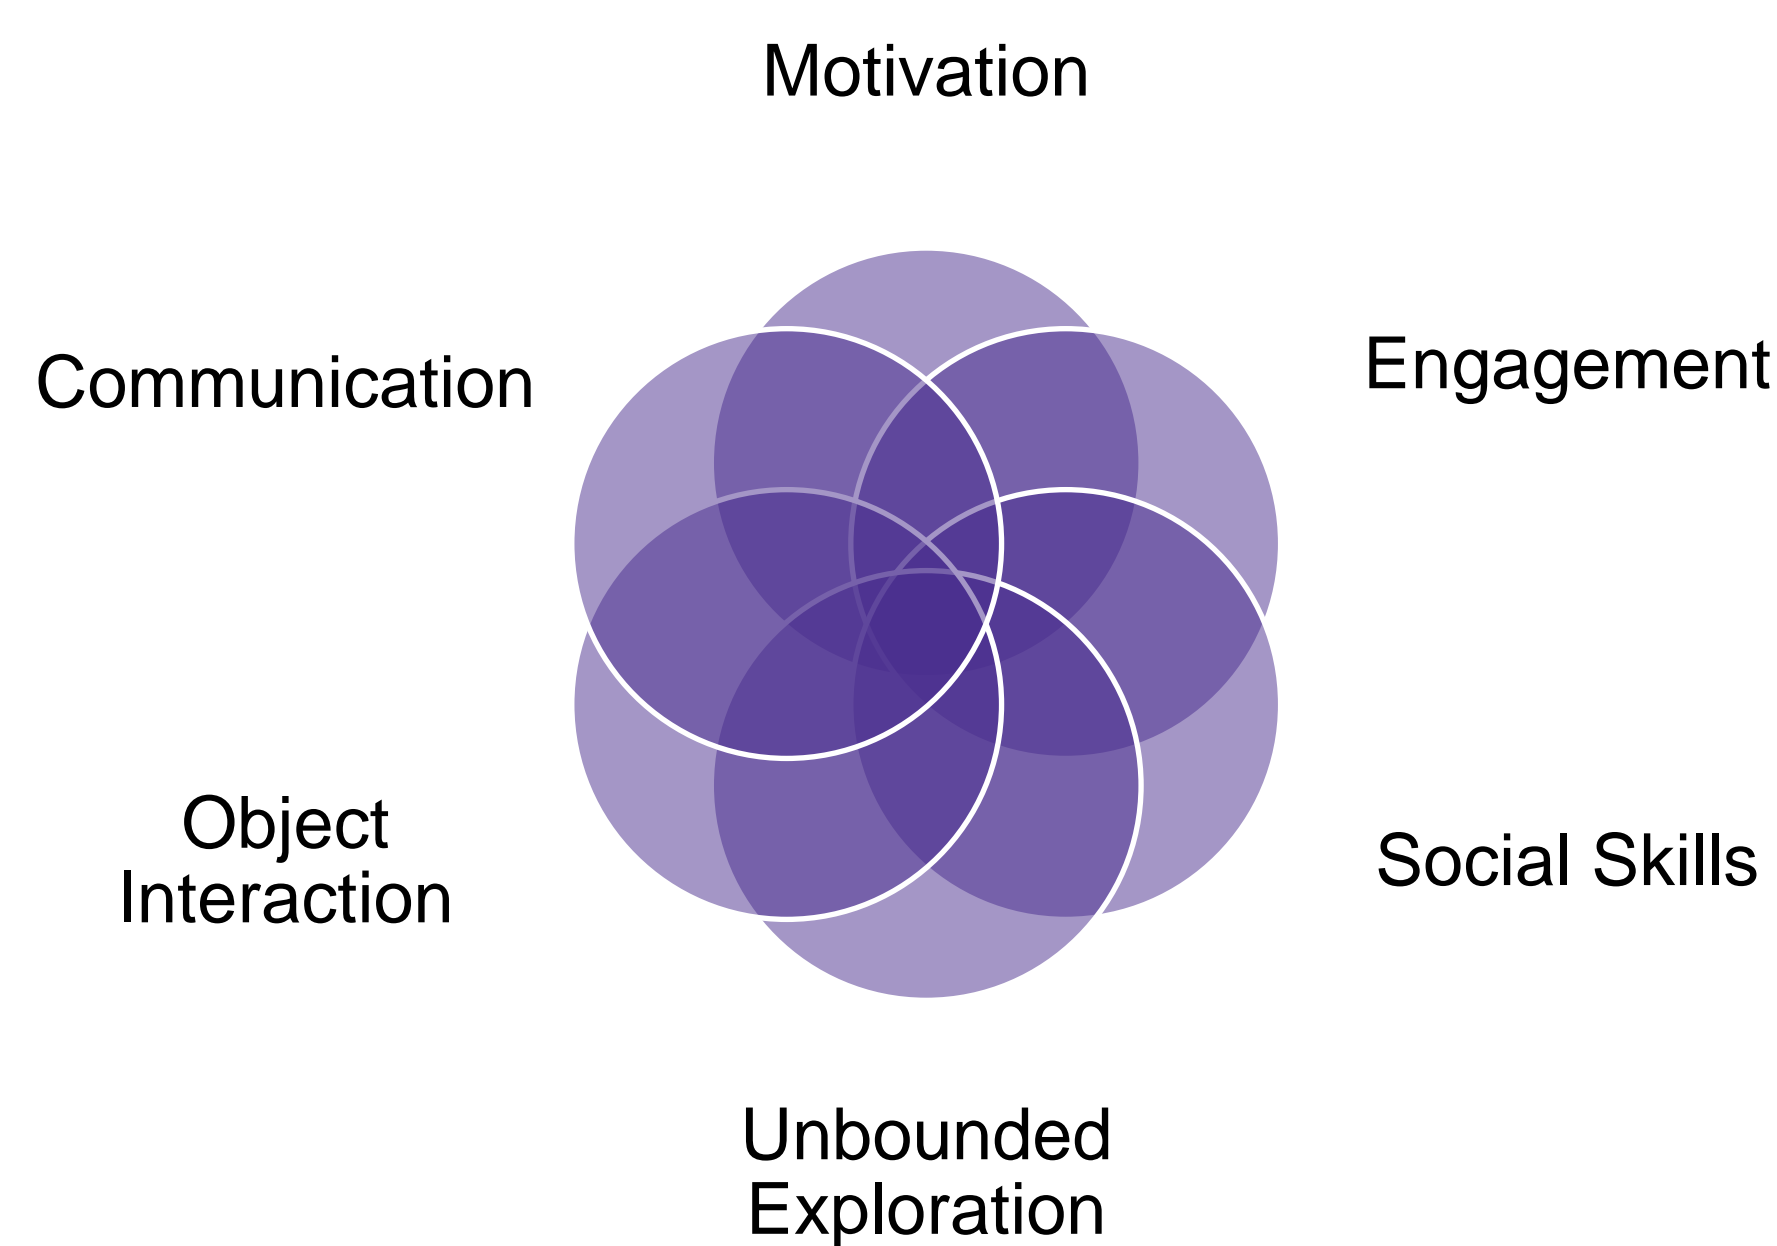 Motivation
Engagement
Social Skills
Unbounded
Exploration
Object
Interaction
Communication